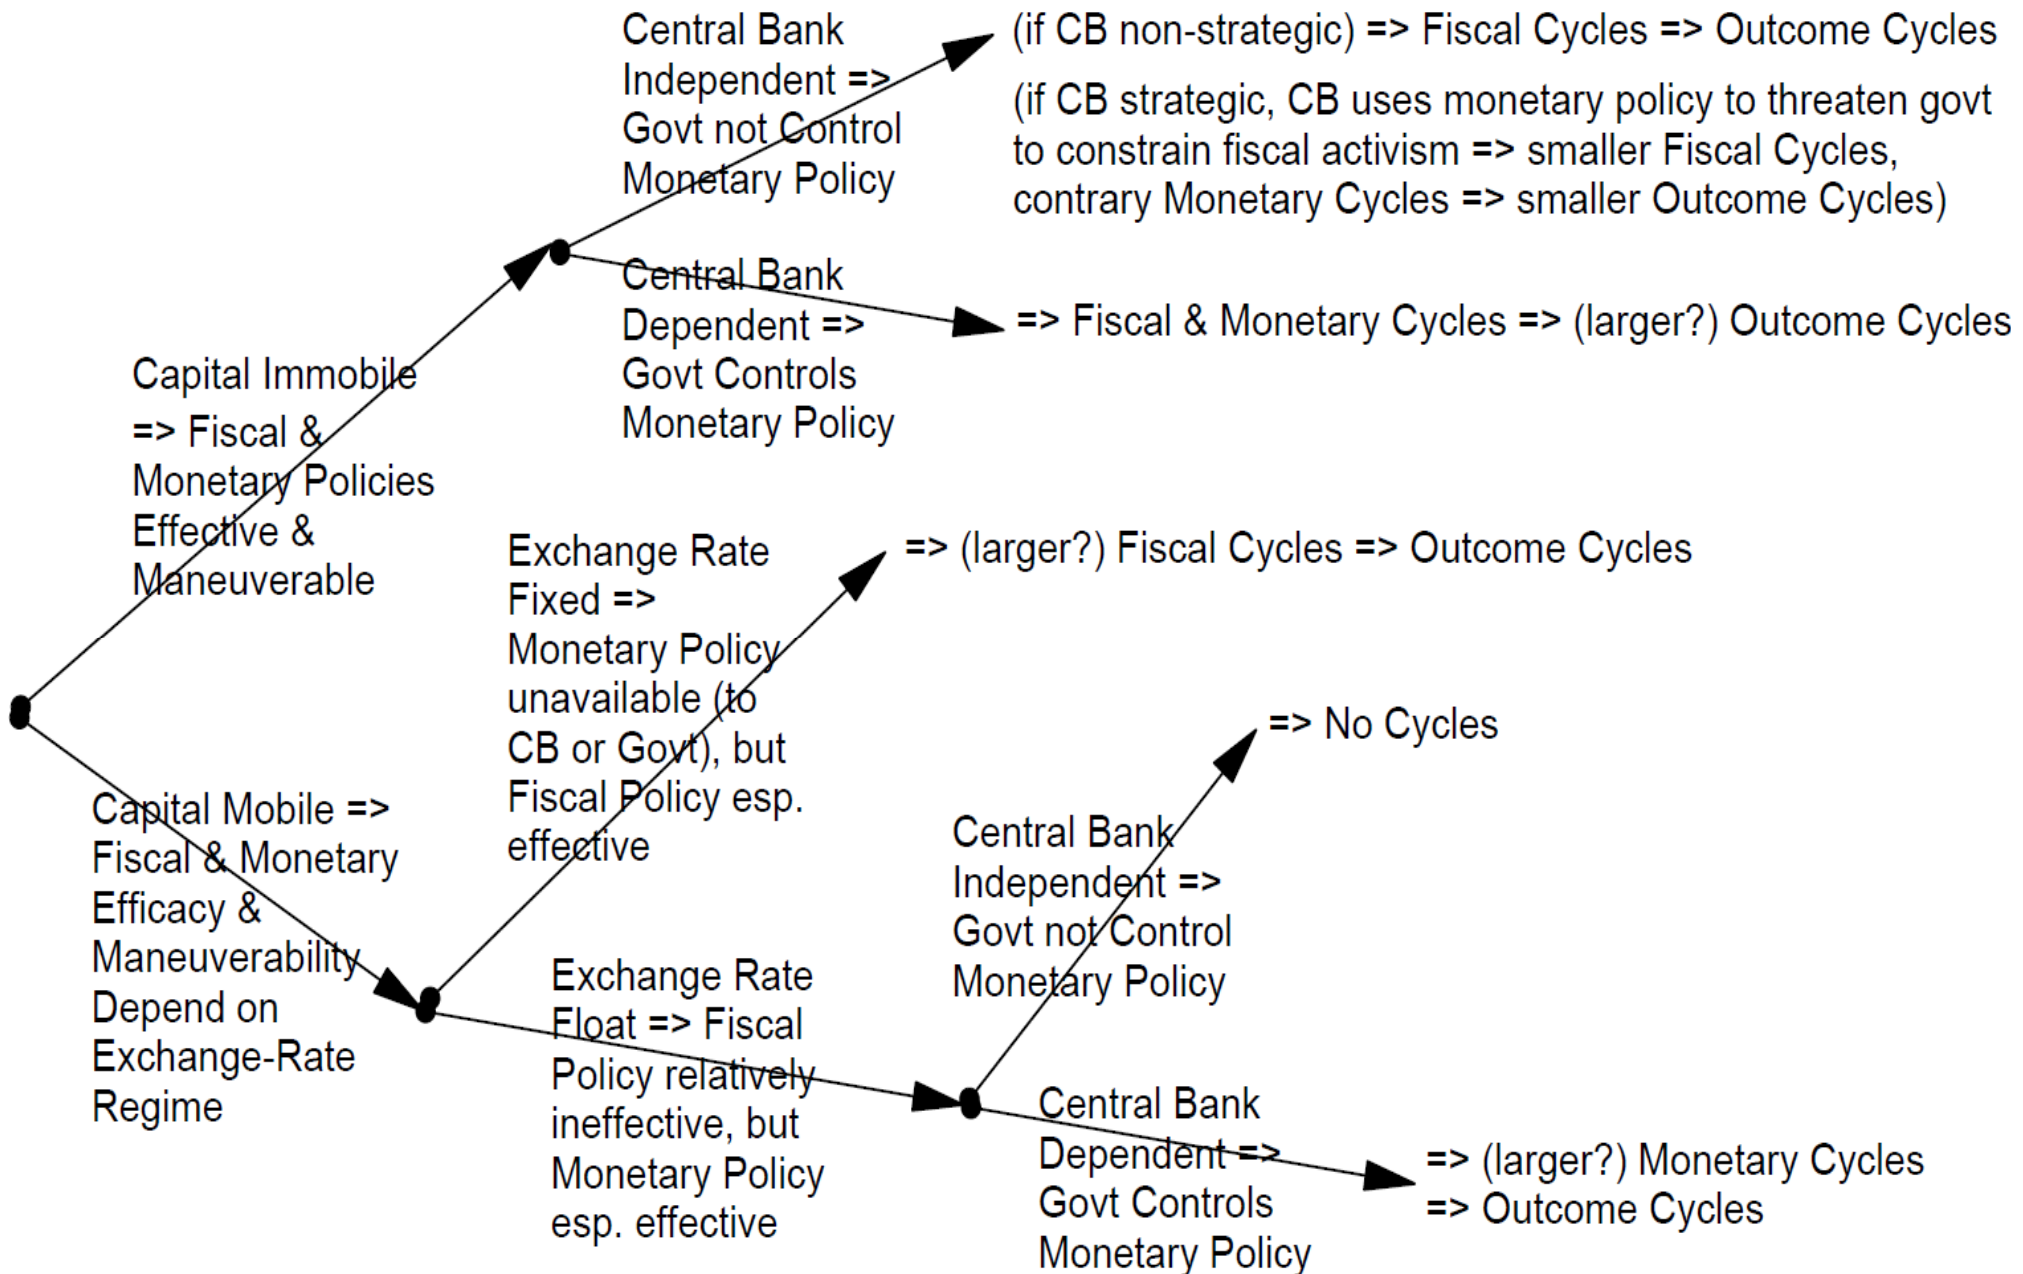 Central Bank
Independent =>
Govt not Control
Monetary Policy
(if CB non-strategic) => Fiscal Cycles => Outcome Cycles
(if CB strategic, CB uses monetary policy to threaten govt
to constrain fiscal activism => smaller Fiscal Cycles,
contrary Monetary Cycles => smaller Outcome Cycles)
Central Bank
Dependent =>
Govt Controls
Monetary Policy
=> Fiscal & Monetary Cycles => (larger?) Outcome Cycles
Capital Immobile
=> Fiscal &
Monetary Policies
Effective &
Maneuverable
Exchange Rate
Fixed =>
Monetary Policy
unavailable (to
CB or Govt), but
Fiscal Policy esp.
effective
=> (larger?) Fiscal Cycles => Outcome Cycles
=> No Cycles
Capital Mobile =>
Fiscal & Monetary
Efficacy &
Maneuverability
Depend on
Exchange-Rate
Regime
Central Bank
Independent =>
Govt not Control
Monetary Policy
Exchange Rate
Float => Fiscal
Policy relatively
ineffective, but
Monetary Policy
esp. effective
Central Bank
Dependent =>
Govt Controls
Monetary Policy
=> (larger?) Monetary Cycles
=> Outcome Cycles